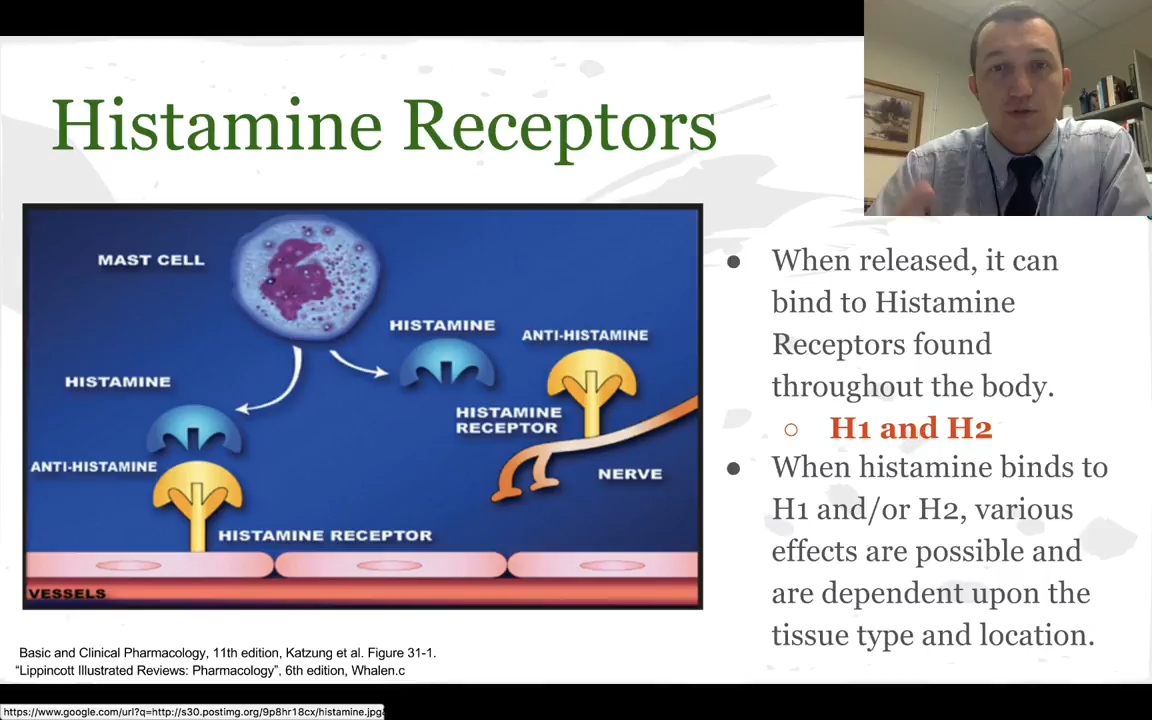 Histamine Receptors
MAST CELL
HISTAMINE
ANTI-HISTAMINE
HISTAMINE
HISTAMINE
RECEPTOR
ANTI-HISTAMINE
NERVE
HISTAMINE RECEPTOR
VESSELS
● When released, it can
bind to Histamine
Receptors found
throughout the body.
○ H1 and H2
● When histamine binds to
H1 and/or H2, various
effects are possible and
are dependent upon the
tissue type and location.
Basic and Clinical Pharmacology, 11th edition, Katzung et al. Figure 31-1.
“Lippincott Illustrated Reviews: Pharmacology”, 6th edition, Whalen.c
https://www.google.com/url?q=http://s30.postimg.org/9p8hr18cx/histamine.jpg&